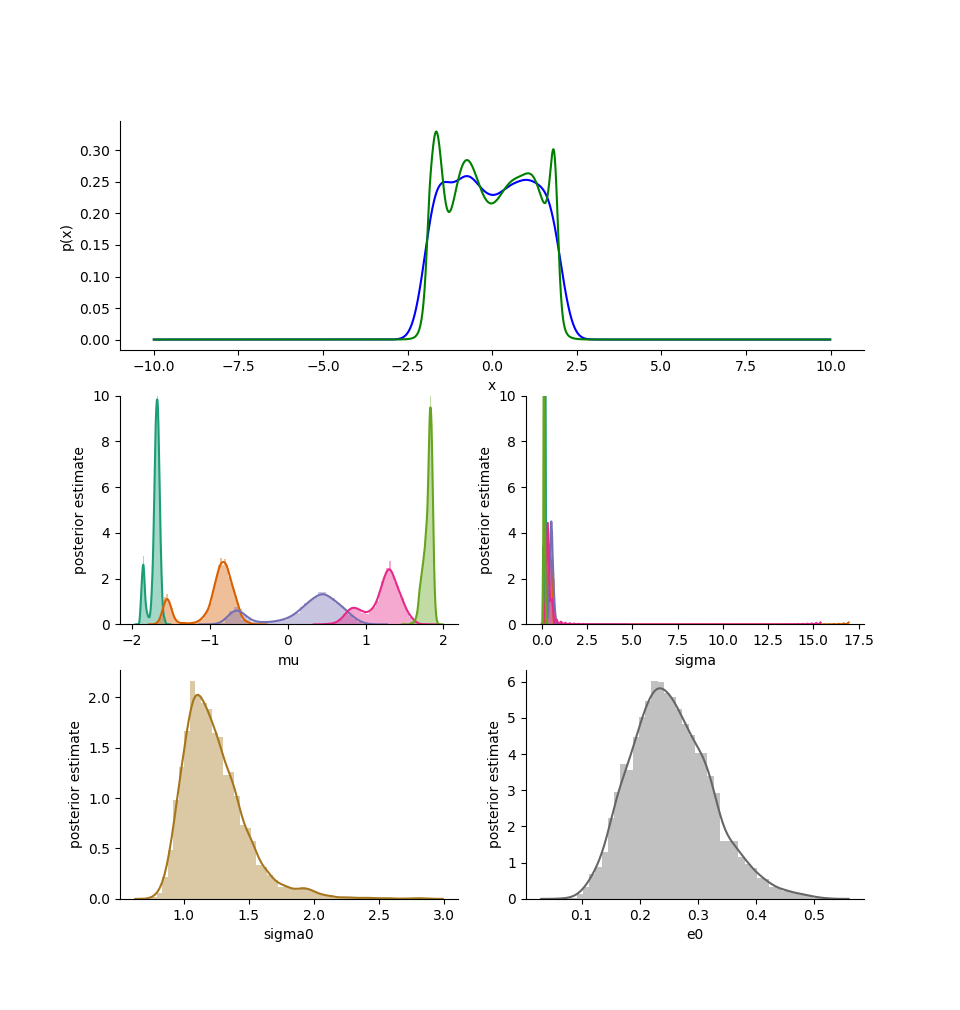 p(x)
0.30
0.25
0.20
0.15
0.10
0.05
0.00
−10.0 −7.5 −5.0 −2.5 0.0 2.5 5.0 7.5 10.0
x
posterior estimate
10
8
6
4
2
0
−2 −1 0 1 2
mu
posterior estimate
10
8
6
4
2
0
0.0 2.5 5.0 7.5 10.0 12.5 15.0 17.5
sigma
posterior estimate
2.0
1.5
1.0
0.5
0.0
1.0 1.5 2.0 2.5 3.0
sigma0
posterior estimate
6
5
4
3
2
1
0
0.1 0.2 0.3 0.4 0.5
e0